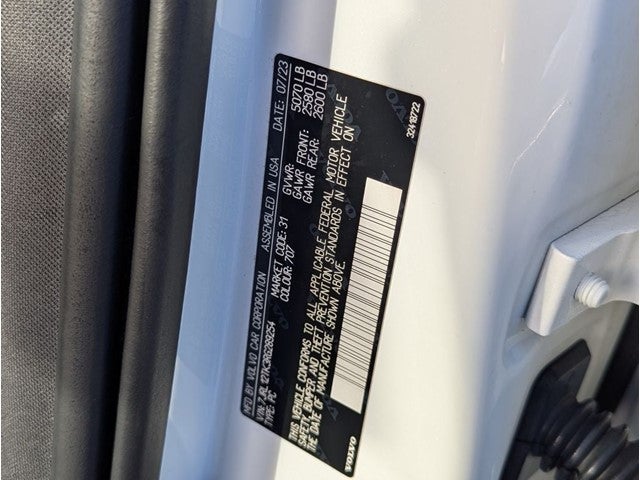 MFD BY VOLVO CAR CORPORATION ASSEMBLED IN USA DATE: 07/23
VIN: 7JRL12TK3RG289254
TYPE: PC
MARKET CODE: 31
COLOUR: 707
GVWR: 5070 LB
GAWR FRONT: 2580 LB
GAWR REAR: 2600 LB
THIS VEHICLE CONFORMS TO ALL APPLICABLE FEDERAL MOTOR VEHICLE
SAFETY, BUMPER AND THEFT PREVENTION STANDARDS IN EFFECT ON
THE DATE OF MANUFACTURE SHOWN ABOVE.
VOLVO
32418722